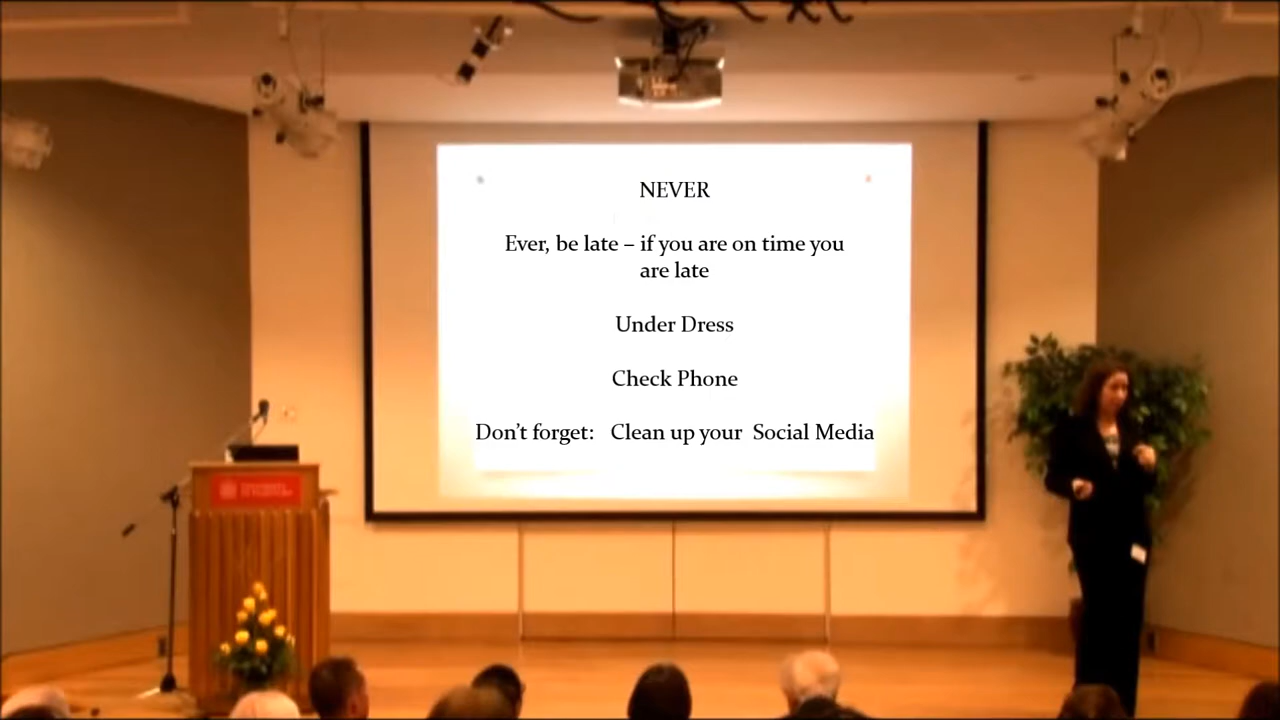 NEVER
Ever, be late – if you are on time you
are late
Under Dress
Check Phone
Don’t forget:   Clean up your  Social Media